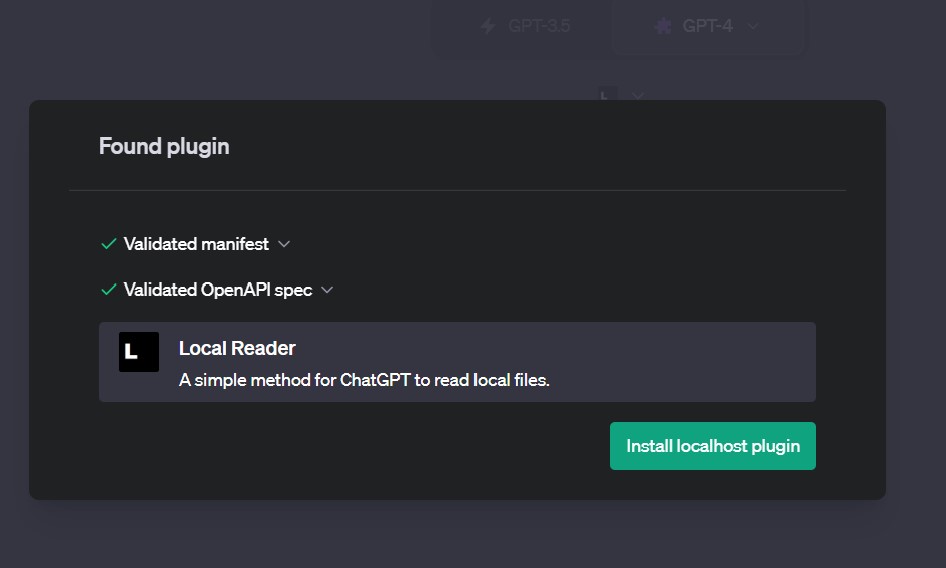 GPT-3.5
GPT-4
L
Found plugin
Validated manifest
Validated OpenAPI spec
L
Local Reader
A simple method for ChatGPT to read local files.
Install localhost plugin